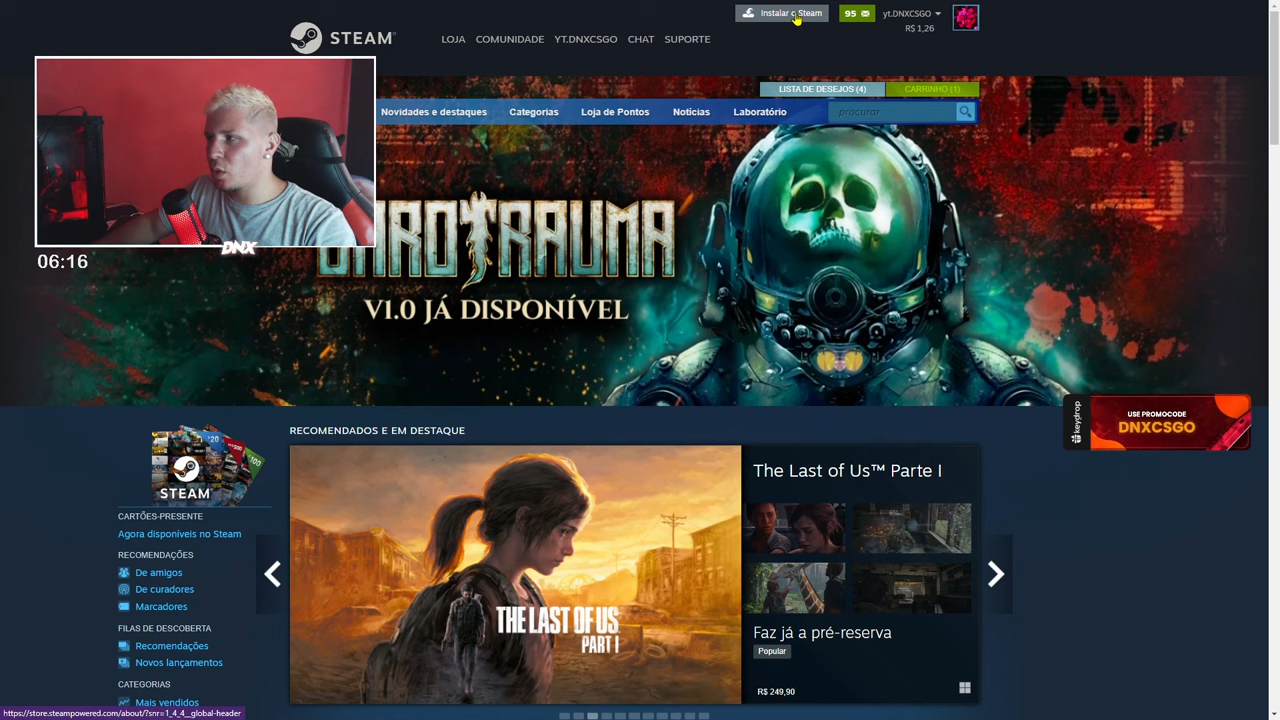 Instalar o Steam
95
yt.DNXCSGO
R$ 1,26
STEAM
LOJA COMUNIDADE YT.DNXCSGO CHAT SUPORTE
LISTA DE DESEJOS (4)
CARRINHO (1)
Novidades e destaques Categorias Loja de Pontos Notícias Laboratório procurar
DNX
06:16
BAROTRAUMA
V1.0 JÁ DISPONÍVEL
keydrop
USE PROMOCODE
DNXCSGO
STEAM
CARTÕES-PRESENTE
Agora disponíveis no Steam
RECOMENDAÇÕES
De amigos
De curadores
Marcadores
FILAS DE DESCOBERTA
Recomendações
Novos lançamentos
CATEGORIAS
Mais vendidos
RECOMENDADOS E EM DESTAQUE
THE LAST OF US
PART I
The Last of Us™ Parte I
Faz já a pré-reserva
Popular
R$ 249,90
https://store.steampowered.com/about/?snr=1_4_4__global-header